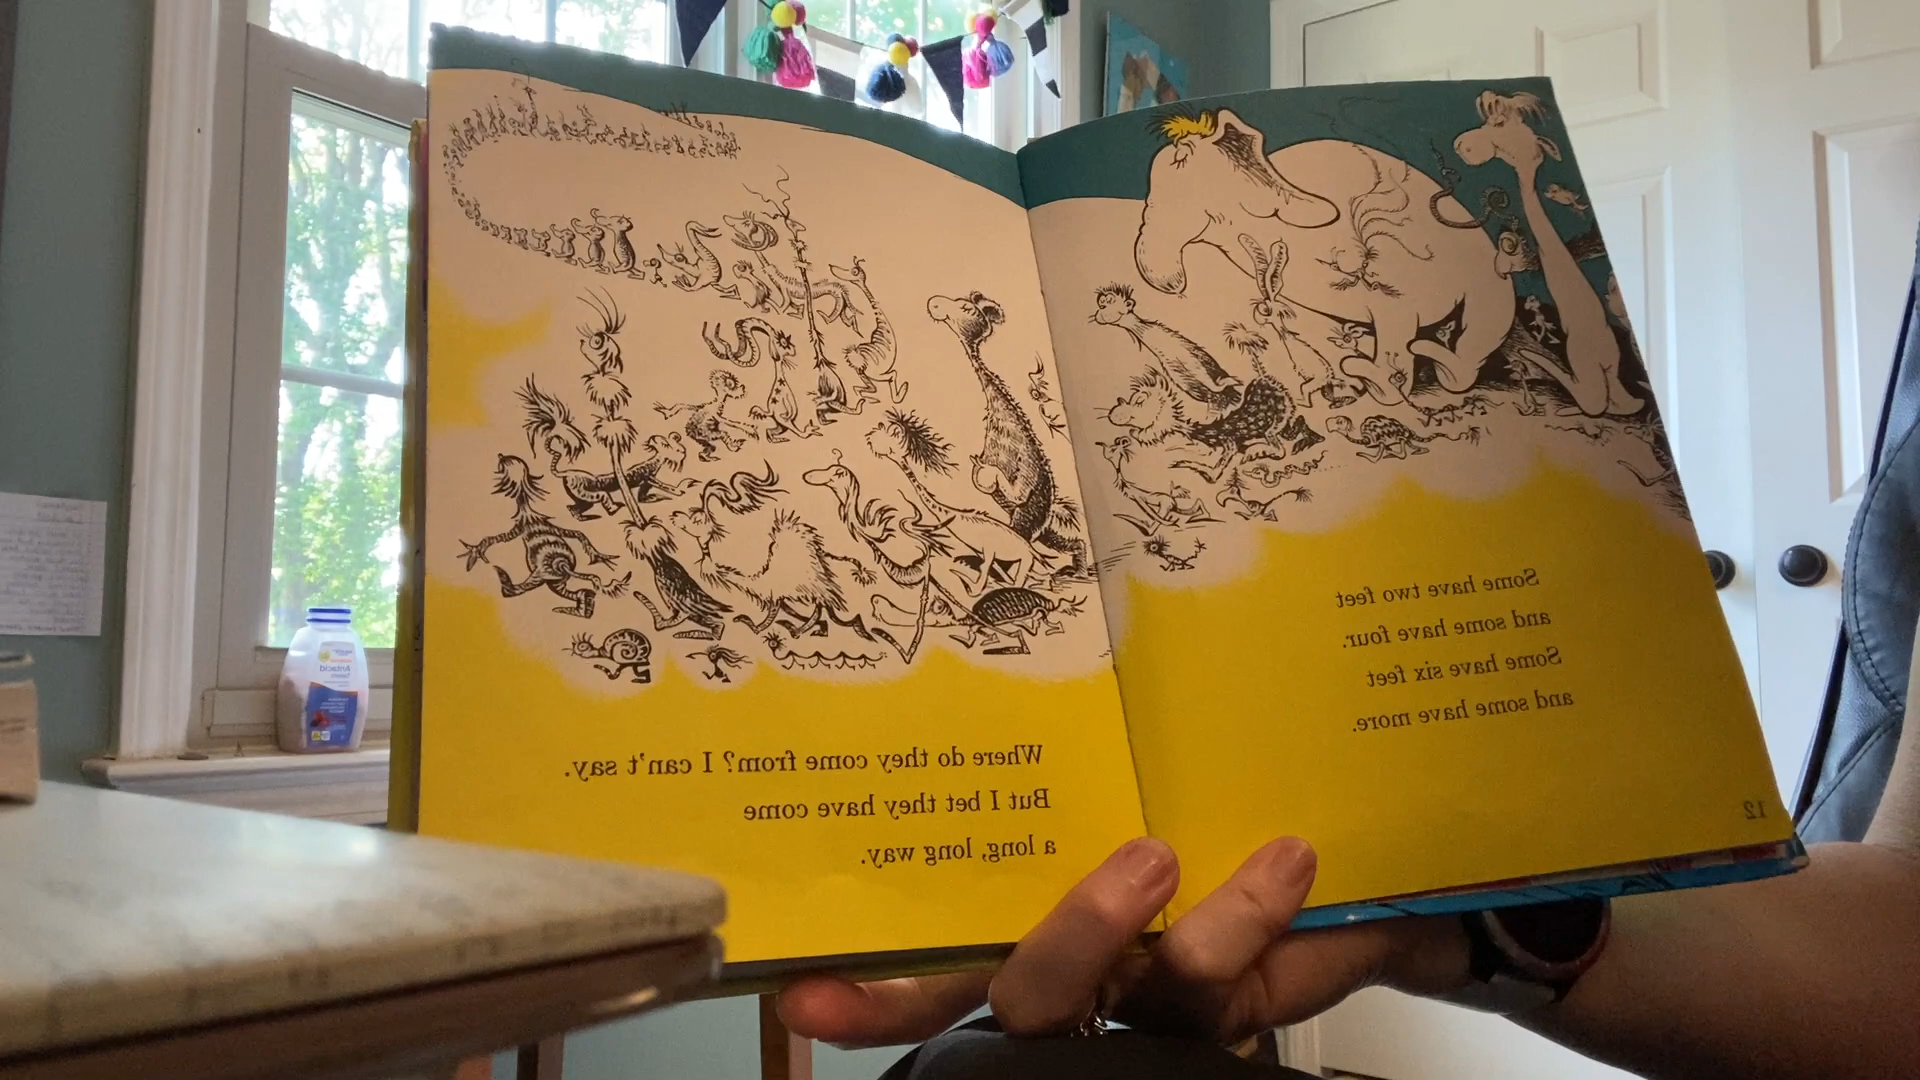 Some have two feet
and some have four.
Some have six feet
and some have more.
12
Where do they come from? I can't say.
But I bet they have come
a long, long way.
Antacid